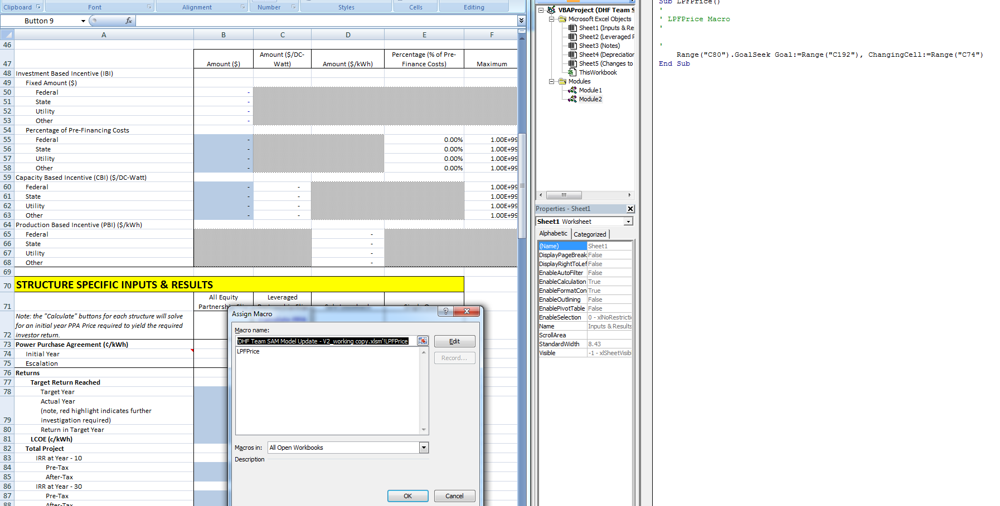 Clipboard
Font
Alignment
Number
Styles
Cells
Editing
Button 9
fx
A B C D E F
46
47 Amount ($) Amount ($/DC-Watt) Amount ($/kWh) Percentage (% of Pre-Finance Costs) Maximum
48 Investment Based Incentive (IBI)
49 Fixed Amount ($)
50 Federal -
51 State -
52 Utility -
53 Other -
54 Percentage of Pre-Financing Costs
55 Federal - 0.00% 1.00E+99
56 State - 0.00% 1.00E+99
57 Utility - 0.00% 1.00E+99
58 Other - 0.00% 1.00E+99
59 Capacity Based Incentive (CBI) ($/DC-Watt)
60 Federal - - 1.00E+99
61 State - - 1.00E+99
62 Utility - - 1.00E+99
63 Other - - 1.00E+99
64 Production Based Incentive (PBI) ($/kWh)
65 Federal -
66 State -
67 Utility -
68 Other -
69
70 STRUCTURE SPECIFIC INPUTS & RESULTS
All Equity Leveraged
71
Note: the "Calculate" buttons for each structure will solve
for an initial year PPA Price required to yield the required
72 investor return.
73 Power Purchase Agreement (¢/kWh)
74 Initial Year
75 Escalation
76 Returns
77 Target Return Reached
78 Target Year
Actual Year
(note, red highlight indicates further
79 investigation required)
80 Return in Target Year
81 LCOE (c/kWh)
82 Total Project
83 IRR at Year - 10
84 Pre-Tax
85 After-Tax
86 IRR at Year - 30
87 Pre-Tax
88 After-Tax
Assign Macro
?
Macro name:
'DHF Team SAM Model Update - V2_working copy.xlsm'!LPFPrice
Edit
LPFPrice
Record...
Macros in: All Open Workbooks
Description
OK Cancel
VBAProject (DHF Team S
Microsoft Excel Objects
Sheet1 (Inputs & Re
Sheet2 (Leveraged P
Sheet3 (Notes)
Sheet4 (Depreciation
Sheet5 (Changes to
ThisWorkbook
Modules
Module1
Module2
Properties - Sheet1
Sheet1 Worksheet
Alphabetic Categorized
(Name) Sheet1
DisplayPageBreak False
DisplayRightToLef False
EnableAutoFilter False
EnableCalculation True
EnableFormatCon True
EnableOutlining False
EnablePivotTable False
EnableSelection 0 - xlNoRestricti
Name Inputs & Results
ScrollArea
StandardWidth 8.43
Visible -1 - xlSheetVisib
Sub LPFPrice()
'
' LPFPrice Macro
'
'
Range("C80").GoalSeek Goal:=Range("C192"), ChangingCell:=Range("C74")
End Sub